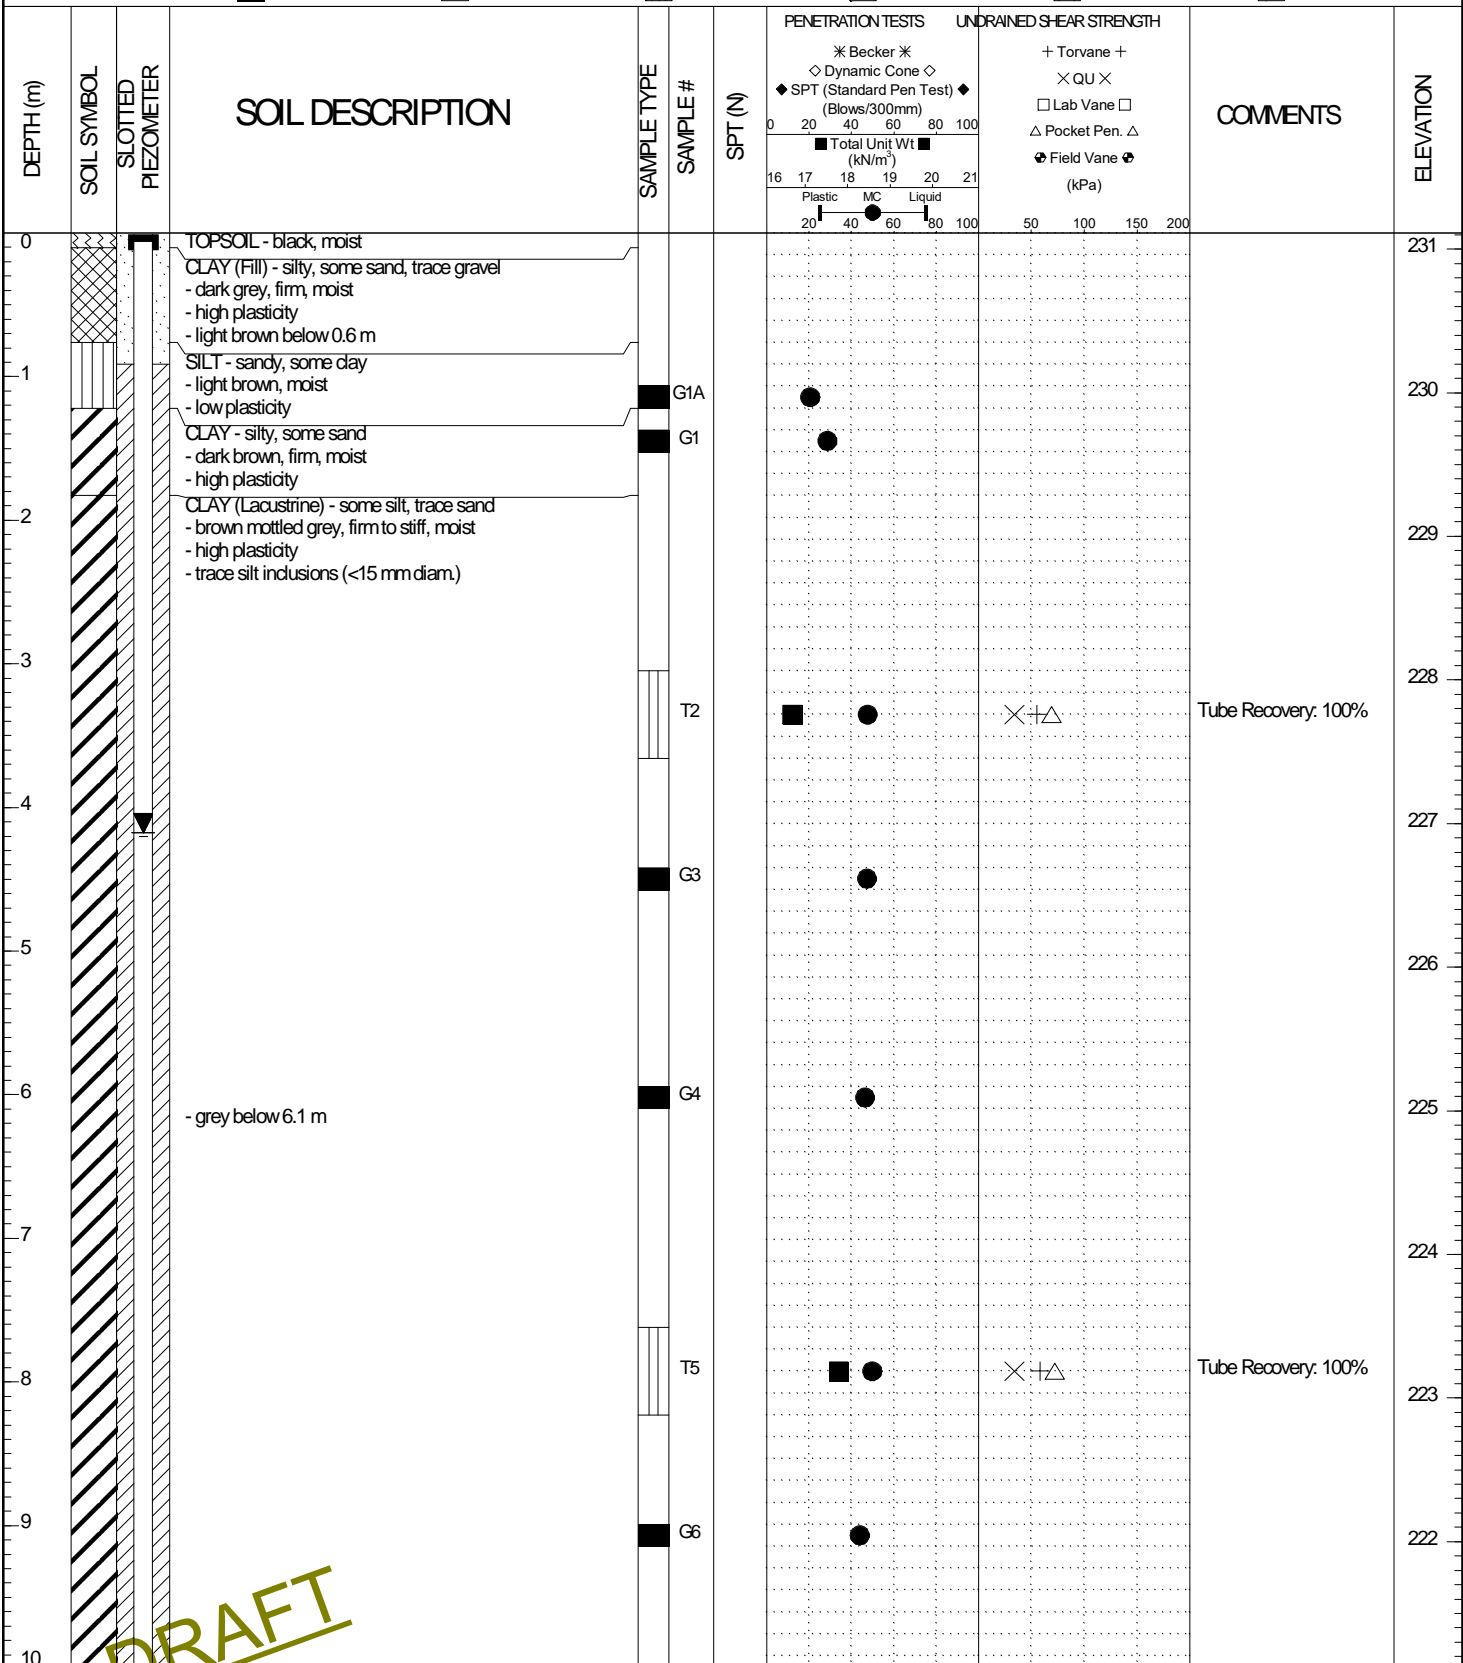 PENETRATION TESTS
UNDRAINED SHEAR STRENGTH
DEPTH (m)
SOIL SYMBOL
SLOTTED
PIEZOMETER
SOIL DESCRIPTION
SAMPLE TYPE
SAMPLE #
SPT (N)
✳ Becker ✳
◇ Dynamic Cone ◇
◆ SPT (Standard Pen Test) ◆
(Blows/300mm)
0 20 40 60 80 100
■ Total Unit Wt ■
(kN/m³)
16 17 18 19 20 21
Plastic MC Liquid
20 40 60 80 100
+ Torvane +
× QU ×
□ Lab Vane □
△ Pocket Pen. △
Field Vane
(kPa)
50 100 150 200
COMMENTS
ELEVATION
0
TOPSOIL - black, moist
231
CLAY (Fill) - silty, some sand, trace gravel
- dark grey, firm, moist
- high plasticity
- light brown below 0.6 m
SILT - sandy, some clay
1
- light brown, moist
G1A
230
- low plasticity
CLAY - silty, some sand
G1
- dark brown, firm, moist
- high plasticity
CLAY (Lacustrine) - some silt, trace sand
2
- brown mottled grey, firm to stiff, moist
229
- high plasticity
- trace silt inclusions (<15 mm diam.)
3
228
T2
Tube Recovery: 100%
4
227
G3
5
226
6
G4
225
- grey below 6.1 m
7
224
T5
Tube Recovery: 100%
8
223
9
G6
222
DRAFT
10